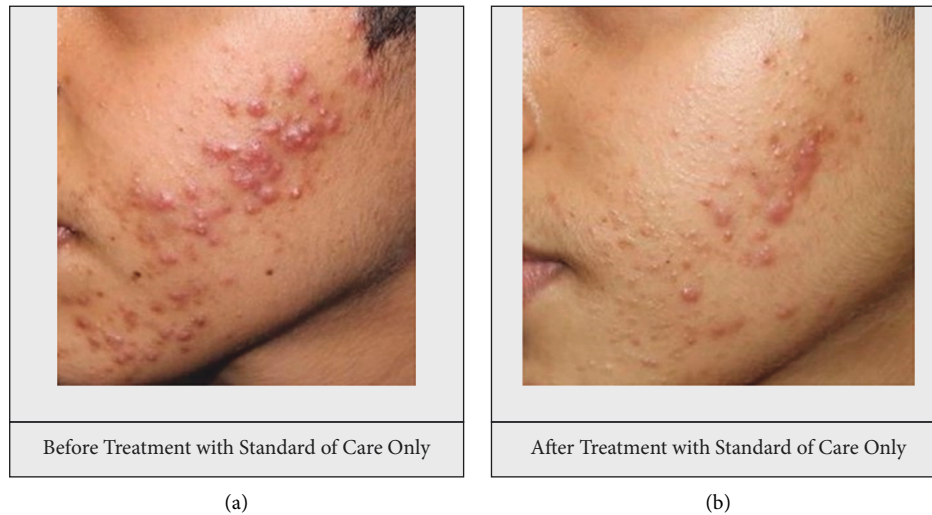 Before Treatment with Standard of Care Only
After Treatment with Standard of Care Only
(a)
(b)